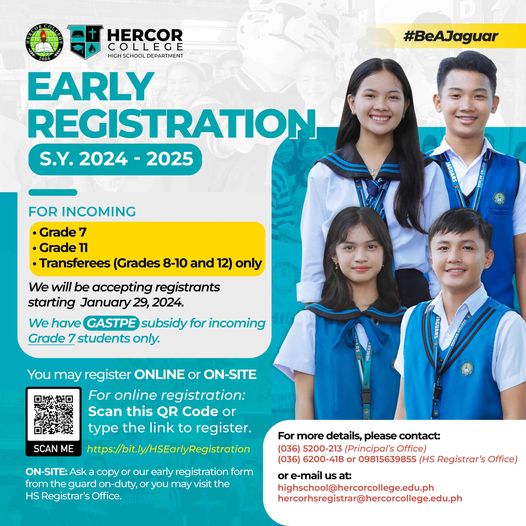 HERCOR
COLLEGE
HIGH SCHOOL DEPARTMENT
#BeAJaguar
EARLY
REGISTRATION
S.Y. 2024 - 2025
FOR INCOMING
• Grade 7
• Grade 11
• Transferees (Grades 8-10 and 12) only
We will be accepting registrants
starting January 29, 2024.
We have GASTPE subsidy for incoming
Grade 7 students only.
You may register ONLINE or ON-SITE
For online registration:
Scan this QR Code or
type the link to register.
SCAN ME
https://bit.ly/HSEarlyRegistration
ON-SITE: Ask a copy or our early registration form
from the guard on-duty, or you may visit the
HS Registrar's Office.
For more details, please contact:
(036) 5200-213 (Principal's Office)
(036) 6200-418 or 09815639855 (HS Registrar's Office)
or e-mail us at:
highschool@hercorcollege.edu.ph
hercorhsregistrar@hercorcollege.edu.ph